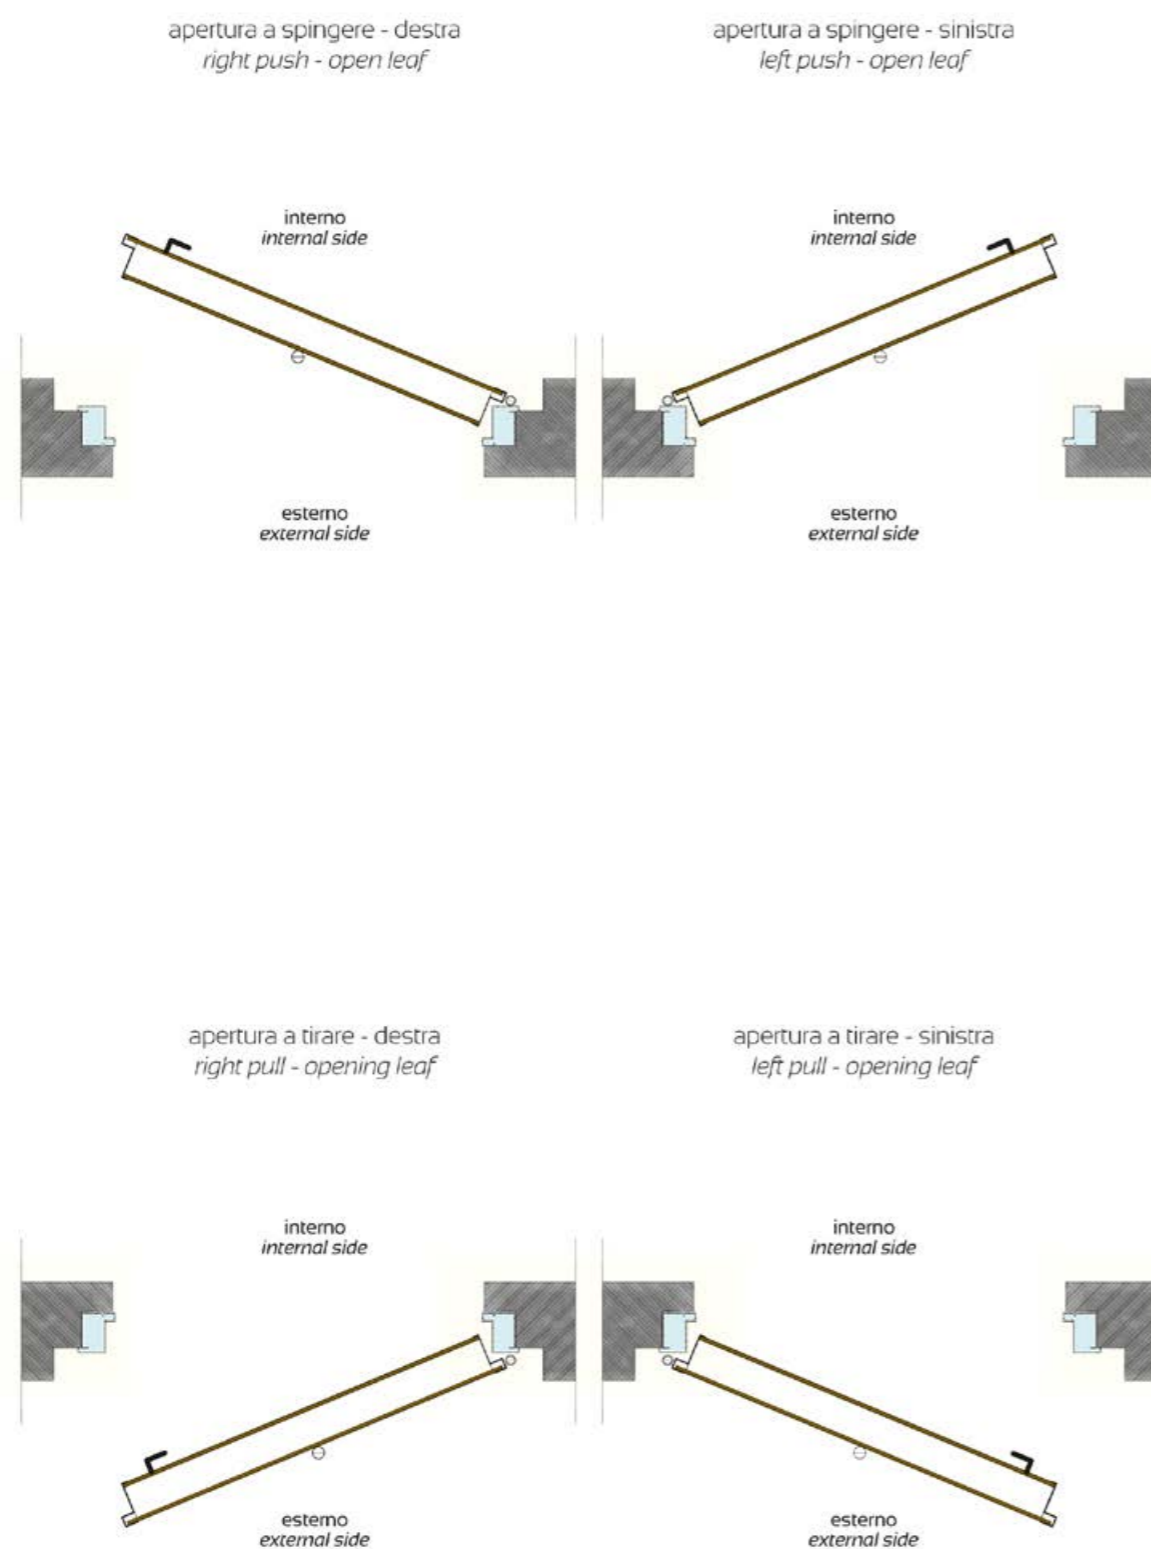 apertura a spingere - destra
right push - open leaf
apertura a spingere - sinistra
left push - open leaf
interno
internal side
interno
internal side
esterno
external side
esterno
external side
apertura a tirare - destra
right pull - opening leaf
apertura a tirare - sinistra
left pull - opening leaf
interno
internal side
interno
internal side
esterno
external side
esterno
external side